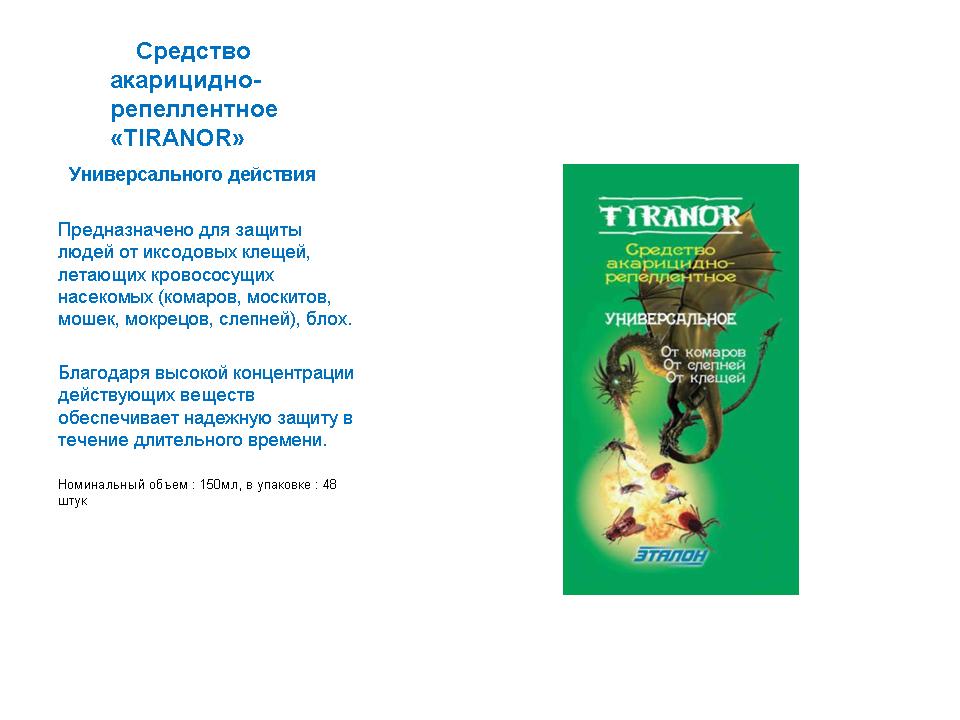 Средство
акарицидно-
репеллентное
«TIRANOR»
Универсального действия
Предназначено для защиты
людей от иксодовых клещей,
летающих кровососущих
насекомых (комаров, москитов,
мошек, мокрецов, слепней), блох.
Благодаря высокой концентрации
действующих веществ
обеспечивает надежную защиту в
течение длительного времени.
Номинальный объем : 150мл, в упаковке : 48
штук
TIRANOR
Средство
акарицидно-
репеллентное
УНИВЕРСАЛЬНОЕ
От комаров
От слепней
От клещей
ЭТАЛОН